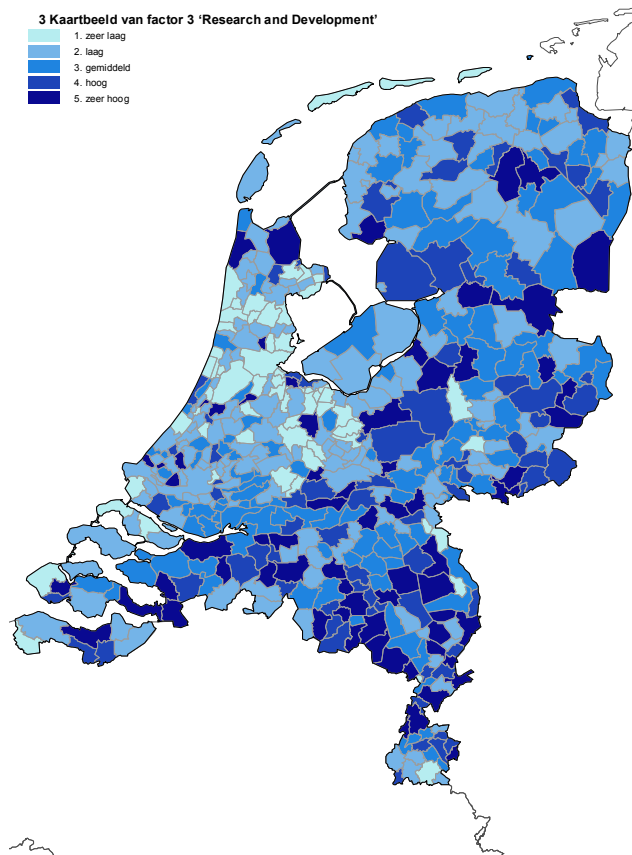 3 Kaartbeeld van factor 3 ‘Research and Development’
1. zeer laag
2. laag
3. gemiddeld
4. hoog
5. zeer hoog